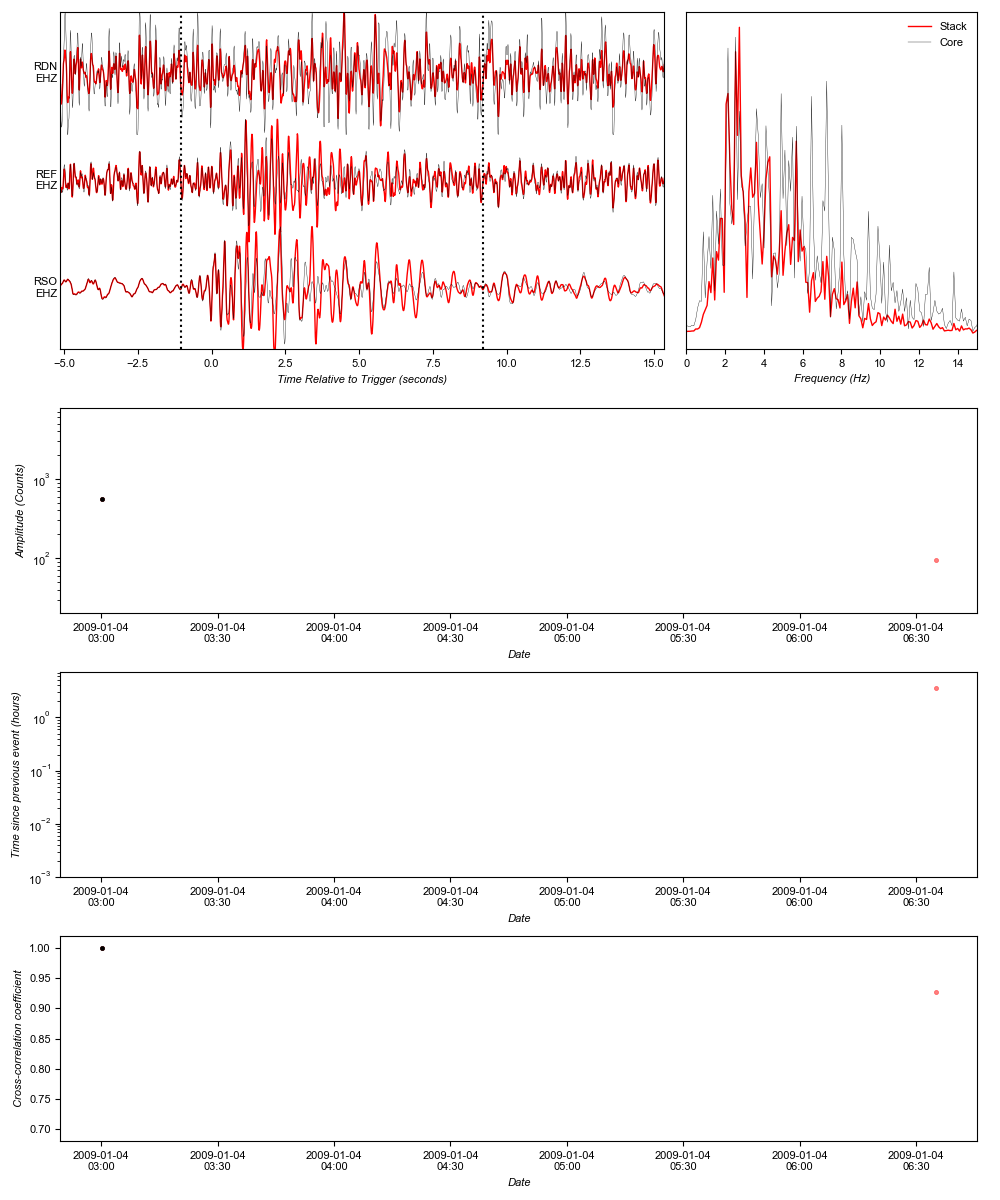 RDN
EHZ
REF
EHZ
RSO
EHZ
−5.0 −2.5 0.0 2.5 5.0 7.5 10.0 12.5 15.0
Time Relative to Trigger (seconds)
Stack
Core
0 2 4 6 8 10 12 14
Frequency (Hz)
Amplitude (Counts)
10³
10²
2009-01-04 2009-01-04 2009-01-04 2009-01-04 2009-01-04 2009-01-04 2009-01-04 2009-01-04
03:00 03:30 04:00 04:30 05:00 05:30 06:00 06:30
Date
Time since previous event (hours)
10⁰
10⁻¹
10⁻²
10⁻³
2009-01-04 2009-01-04 2009-01-04 2009-01-04 2009-01-04 2009-01-04 2009-01-04 2009-01-04
03:00 03:30 04:00 04:30 05:00 05:30 06:00 06:30
Date
Cross-correlation coefficient
1.00
0.95
0.90
0.85
0.80
0.75
0.70
2009-01-04 2009-01-04 2009-01-04 2009-01-04 2009-01-04 2009-01-04 2009-01-04 2009-01-04
03:00 03:30 04:00 04:30 05:00 05:30 06:00 06:30
Date